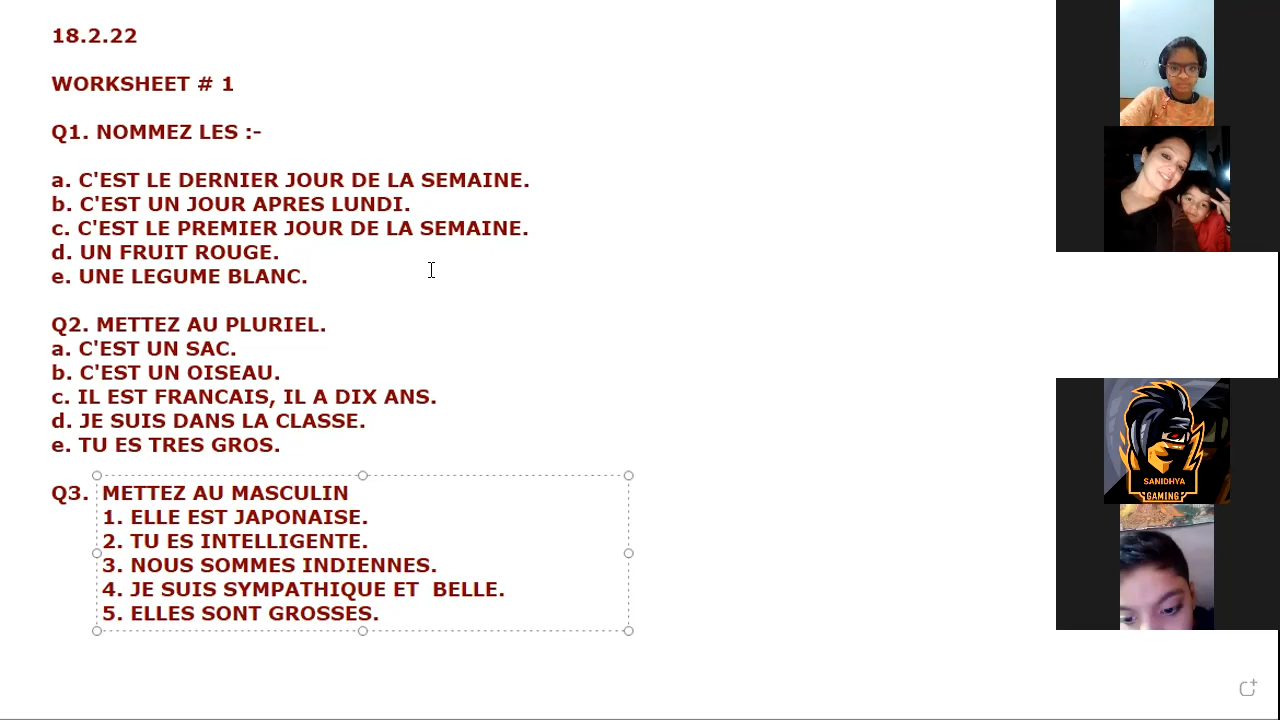 18.2.22
WORKSHEET # 1
Q1. NOMMEZ LES :-
a. C'EST LE DERNIER JOUR DE LA SEMAINE.
b. C'EST UN JOUR APRES LUNDI.
c. C'EST LE PREMIER JOUR DE LA SEMAINE.
d. UN FRUIT ROUGE.
e. UNE LEGUME BLANC.
Q2. METTEZ AU PLURIEL.
a. C'EST UN SAC.
b. C'EST UN OISEAU.
c. IL EST FRANCAIS, IL A DIX ANS.
d. JE SUIS DANS LA CLASSE.
e. TU ES TRES GROS.
Q3. METTEZ AU MASCULIN
1. ELLE EST JAPONAISE.
2. TU ES INTELLIGENTE.
3. NOUS SOMMES INDIENNES.
4. JE SUIS SYMPATHIQUE ET  BELLE.
5. ELLES SONT GROSSES.
SANIDHYA
GAMING